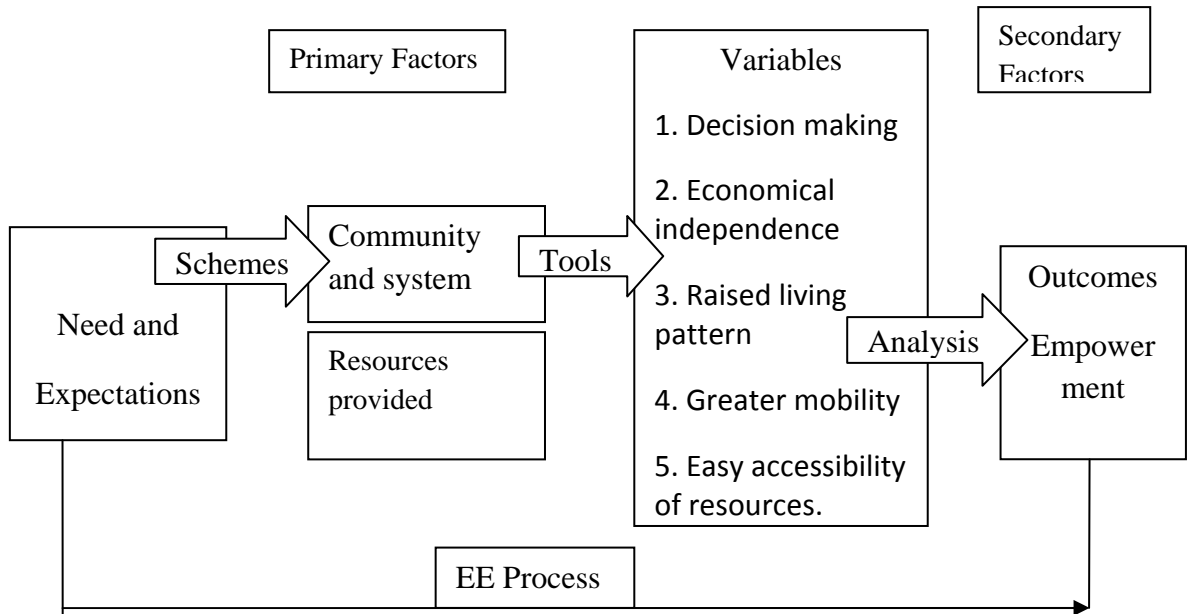 Primary Factors
Variables
Secondary
Factors
1. Decision making
2. Economical
independence
3. Raised living
pattern
4. Greater mobility
5. Easy accessibility
of resources.
Need and
Expectations
Schemes
Community
and system
Resources
provided
Tools
Analysis
Outcomes
Empower
ment
EE Process